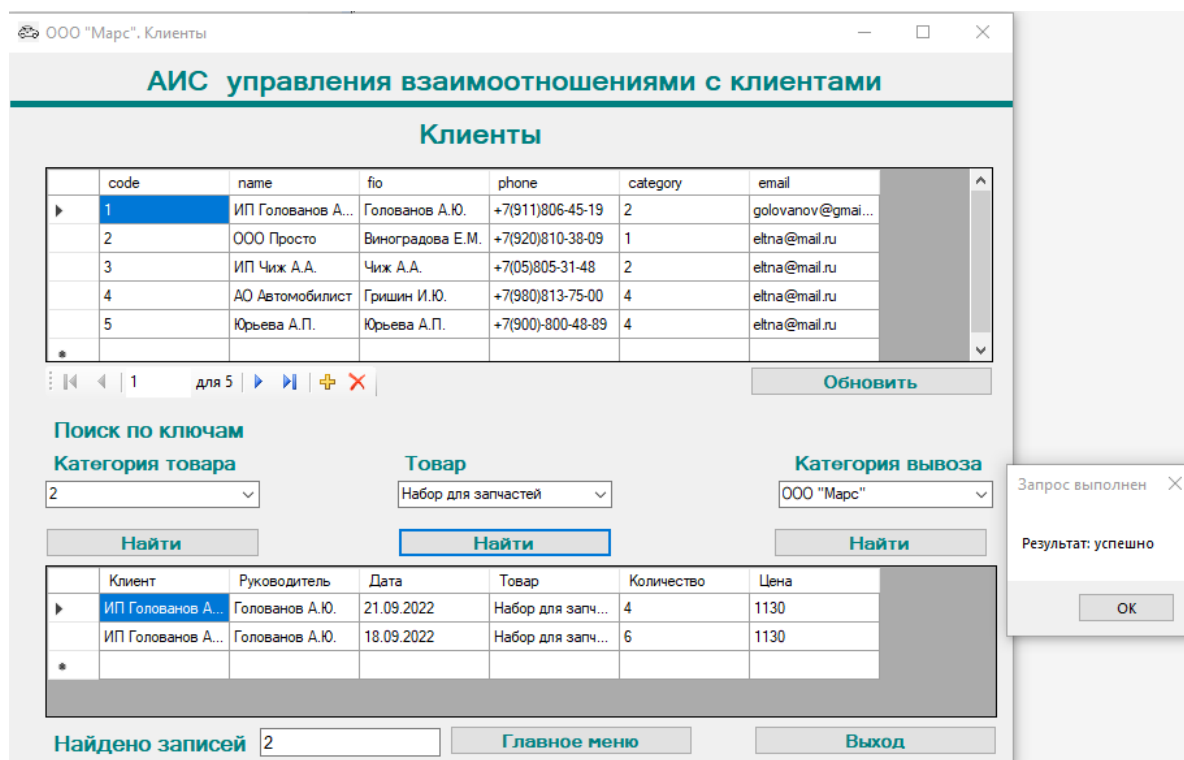 ООО "Марс". Клиенты
АИС управления взаимоотношениями с клиентами
Клиенты
code name fio phone category email
1 ИП Голованов А... Голованов А.Ю. +7(911)806-45-19 2 golovanov@gmai...
2 ООО Просто Виноградова Е.М. +7(920)810-38-09 1 eltna@mail.ru
3 ИП Чиж А.А. Чиж А.А. +7(05)805-31-48 2 eltna@mail.ru
4 АО Автомобилист Гришин И.Ю. +7(980)813-75-00 4 eltna@mail.ru
5 Юрьева А.П. Юрьева А.П. +7(900)-800-48-89 4 eltna@mail.ru
1 для 5
Обновить
Поиск по ключам
Категория товара Товар Категория вывоза
2 Набор для запчастей ООО "Марс"
Найти Найти Найти
Запрос выполнен
Результат: успешно
OK
Клиент Руководитель Дата Товар Количество Цена
ИП Голованов А... Голованов А.Ю. 21.09.2022 Набор для запч... 4 1130
ИП Голованов А... Голованов А.Ю. 18.09.2022 Набор для запч... 6 1130
Найдено записей 2 Главное меню Выход